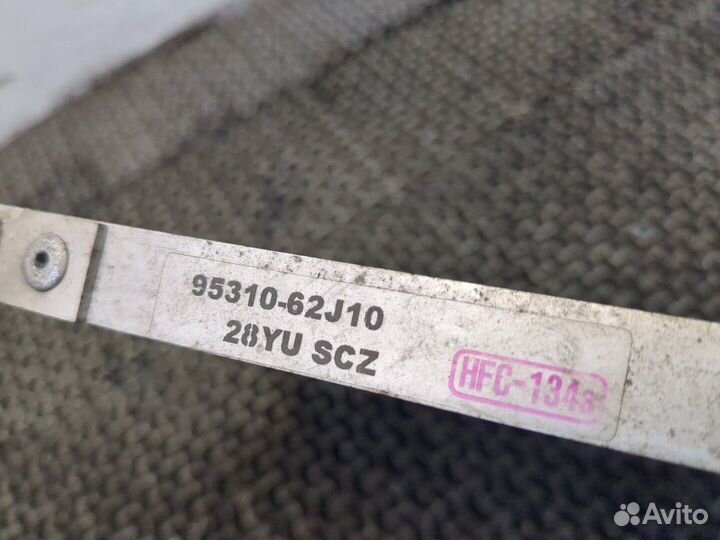 95310-62J10
28YU SCZ
HFC-134a
Avito